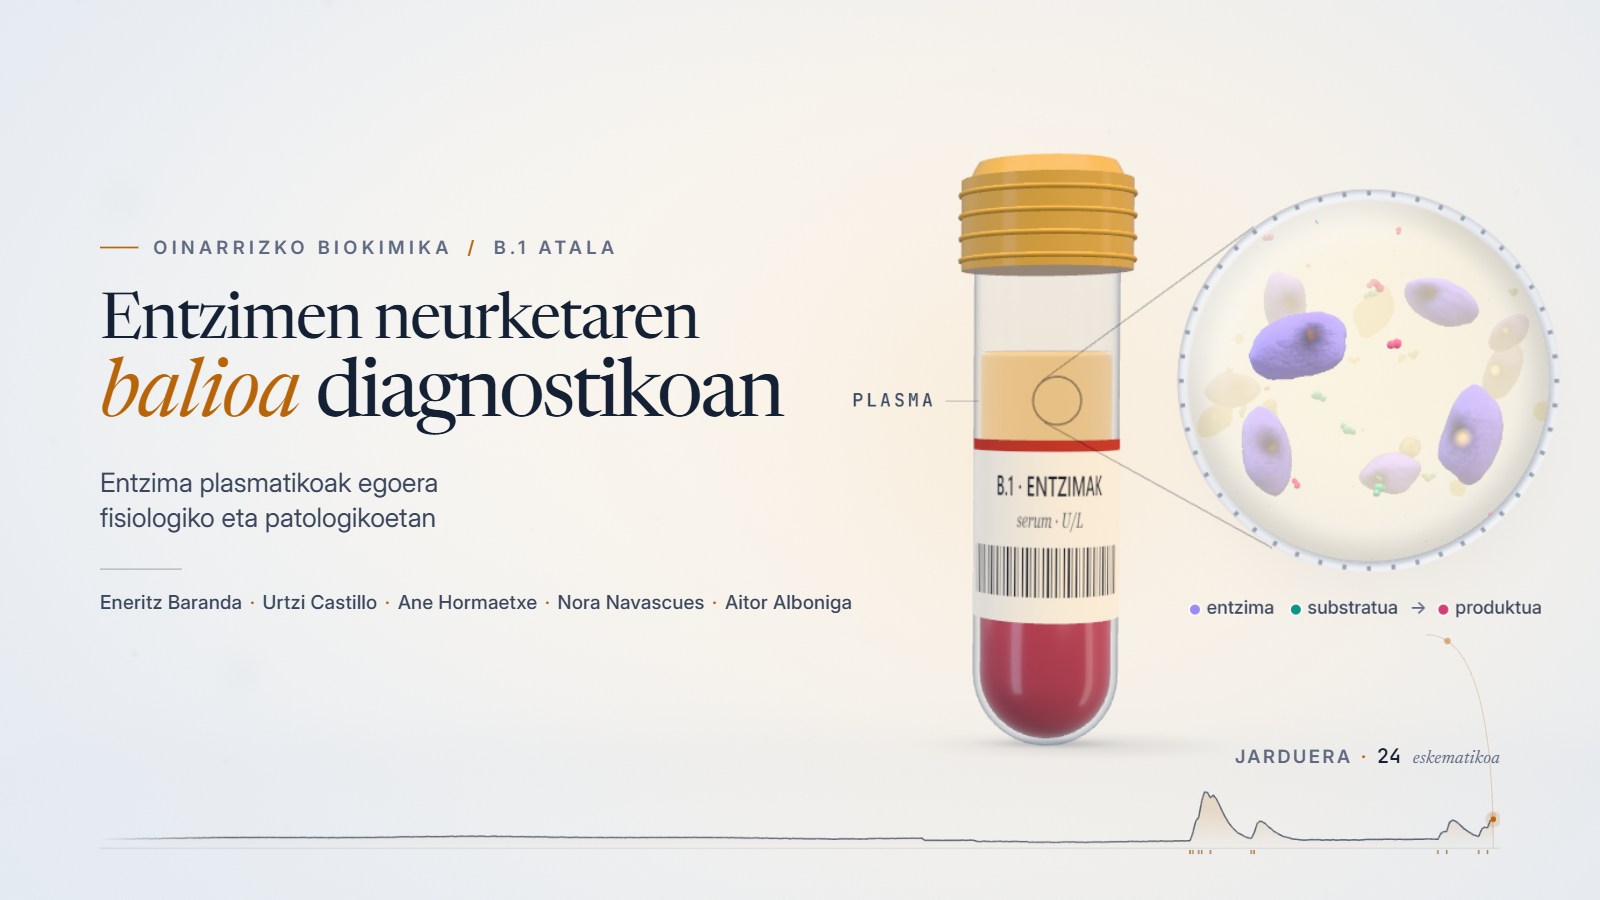 OINARRIZKO BIOKIMIKA / B.1 ATALA
Entzimen neurketaren
balioa diagnostikoan
Entzima plasmatikoak egoera
fisiologiko eta patologikoetan
Eneritz Baranda · Urtzi Castillo · Ane Hormaetxe · Nora Navascues · Aitor Alboniga
PLASMA
B.1 · ENTZIMAK
serum · U/L
entzima substratua → produktua
JARDUERA · 24 eskematikoa